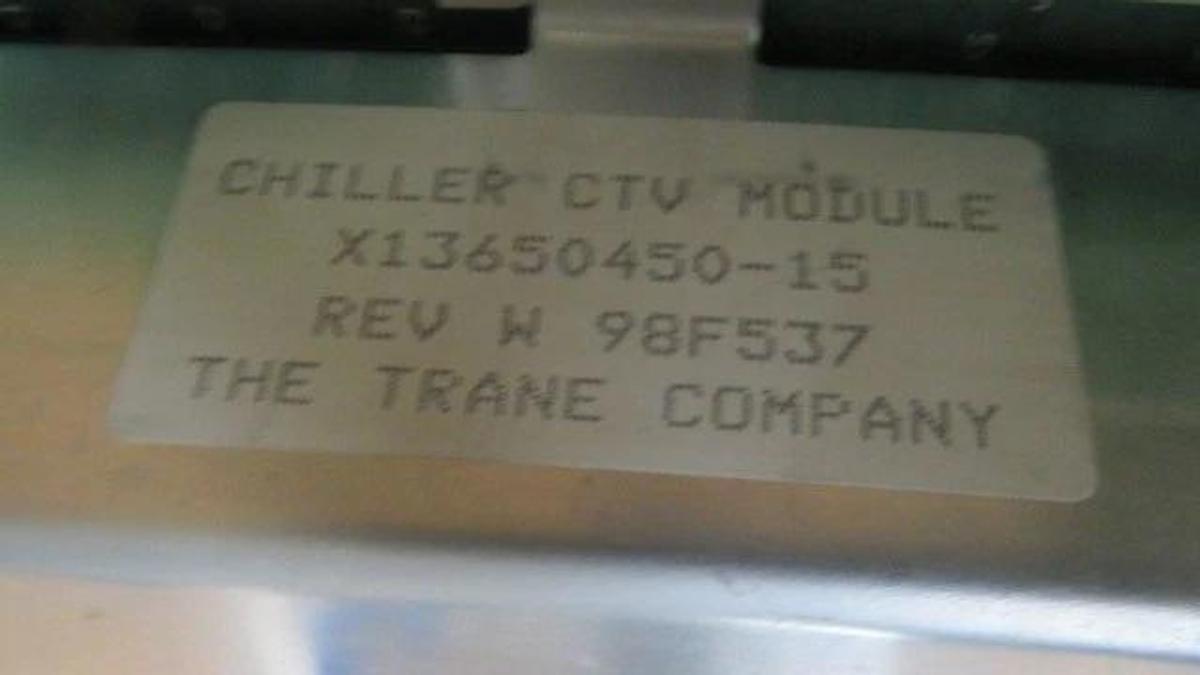 CHILLER CTV MODULE
X13650450-15
REV W 98F537
THE TRANE COMPANY